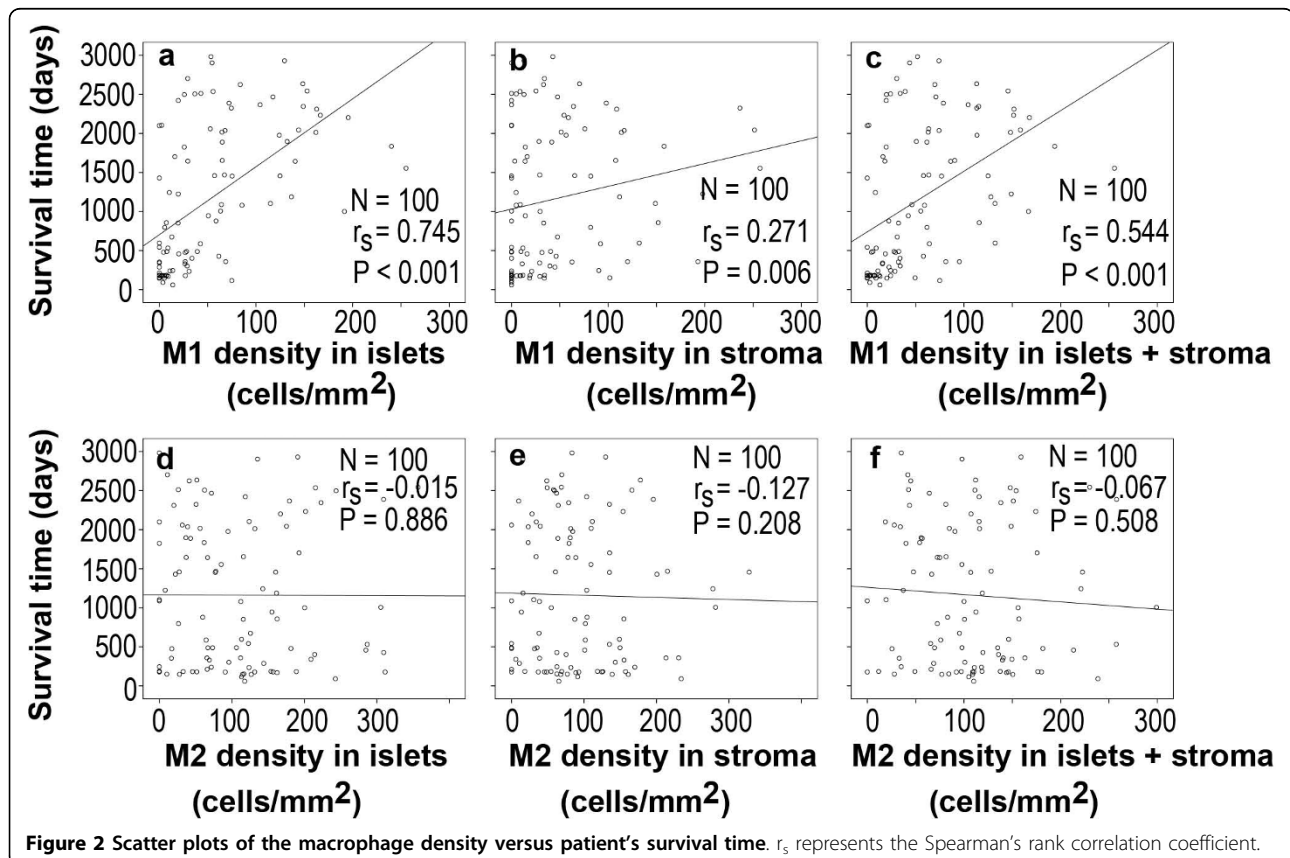 a
b
c
Survival time (days)
3000
2500
2000
1500
1000
500
0
N = 100
rs = 0.745
P < 0.001
N = 100
rs = 0.271
P = 0.006
N = 100
rs = 0.544
P < 0.001
0 100 200 300
0 100 200 300
0 100 200 300
M1 density in islets
(cells/mm2)
M1 density in stroma
(cells/mm2)
M1 density in islets + stroma
(cells/mm2)
d
e
f
Survival time (days)
3000
2500
2000
1500
1000
500
0
N = 100
rs = -0.015
P = 0.886
N = 100
rs = -0.127
P = 0.208
N = 100
rs = -0.067
P = 0.508
0 100 200 300
0 100 200 300
0 100 200 300
M2 density in islets
(cells/mm2)
M2 density in stroma
(cells/mm2)
M2 density in islets + stroma
(cells/mm2)
Figure 2 Scatter plots of the macrophage density versus patient's survival time. rs represents the Spearman's rank correlation coefficient.